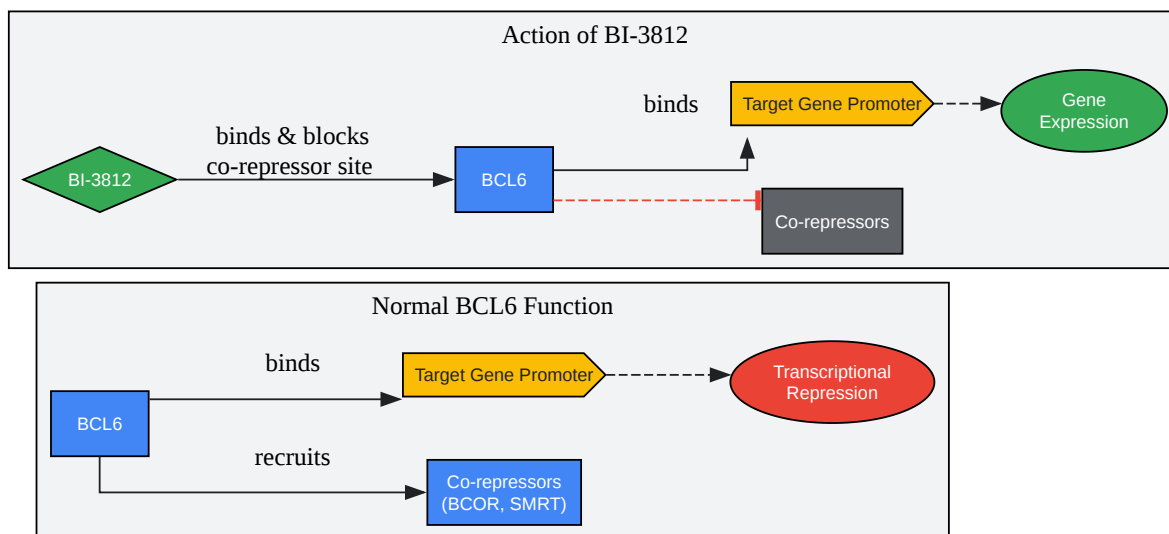 Action of BI-3812
binds
Target Gene Promoter
Gene
Expression
binds & blocks
co-repressor site
BI-3812
BCL6
Co-repressors
Normal BCL6 Function
binds
Target Gene Promoter
Transcriptional
Repression
BCL6
recruits
Co-repressors
(BCOR, SMRT)